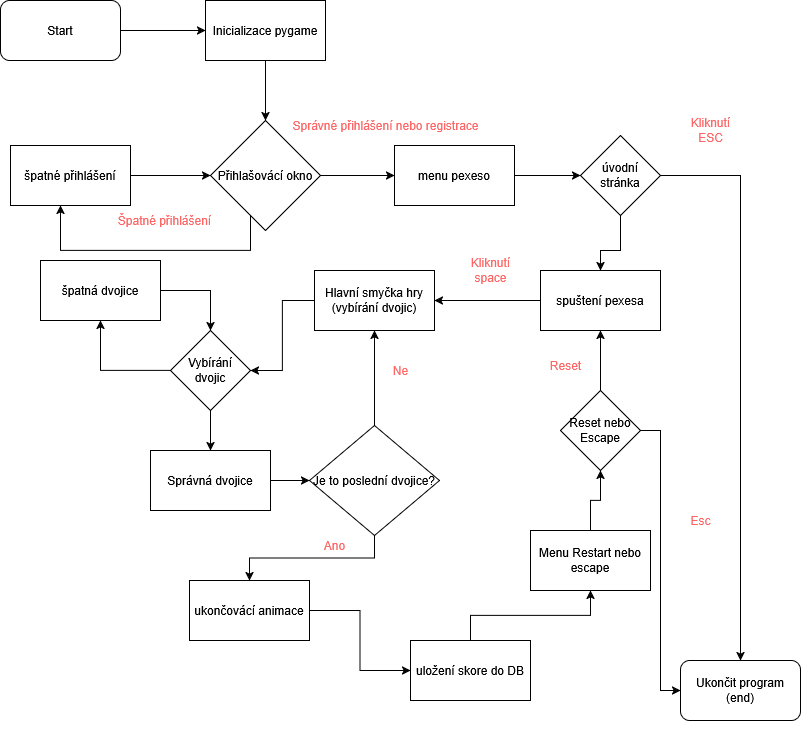 Start
Inicializace pygame
Správné přihlášení nebo registrace
Kliknutí
ESC
špatné přihlášení
Přihlašovácí okno
menu pexeso
úvodní
stránka
Špatné přihlášení
Kliknutí
space
špatná dvojice
Hlavní smyčka hry
(vybírání dvojic)
spuštení pexesa
Vybírání
dvojic
Ne
Reset
Reset nebo
Escape
Správná dvojice
Je to poslední dvojice?
Esc
Ano
Menu Restart nebo
escape
ukončovácí animace
uložení skore do DB
Ukončit program
(end)